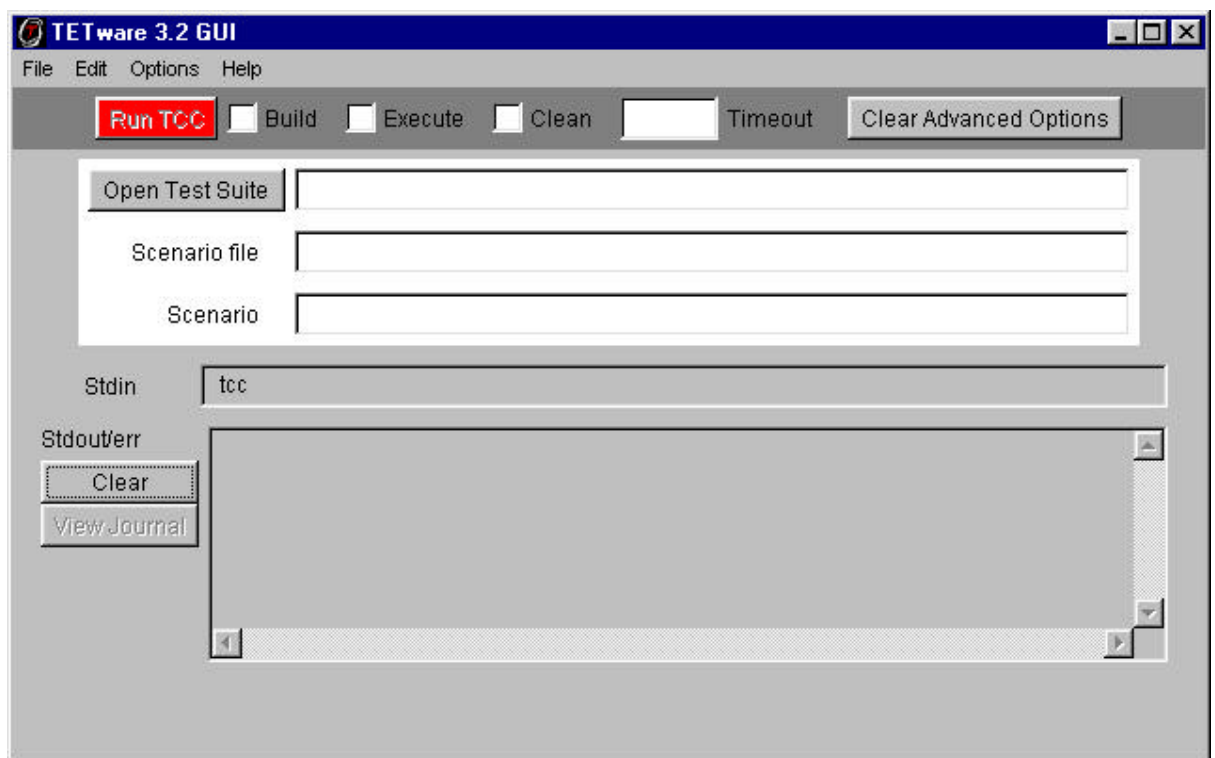 TETware 3.2 GUI
File Edit Options Help
Run TCC Build Execute Clean Timeout Clear Advanced Options
Open Test Suite
Scenario file
Scenario
Stdin tcc
Stdout/err
Clear
View Journal